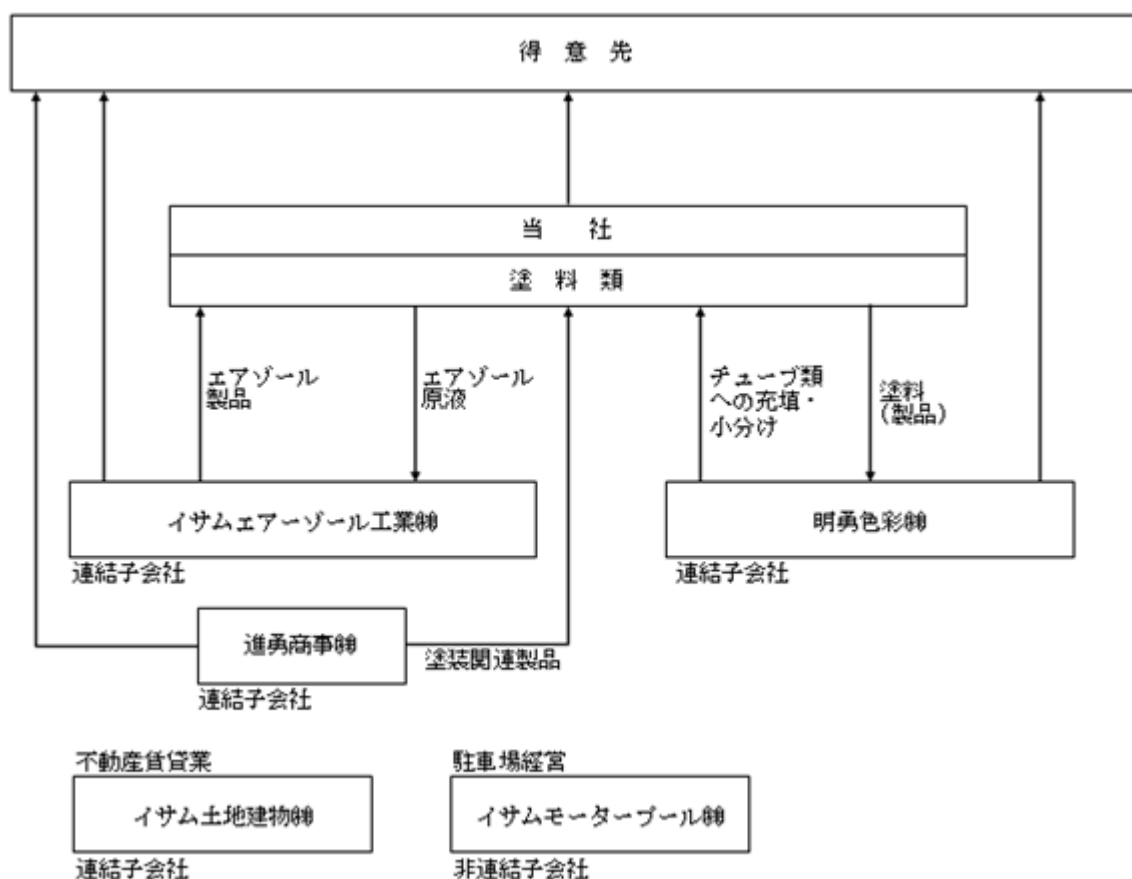 得意先
当社
塗料類
エアゾール
製品
エアゾール
原液
チューブ類
への充填・
小分け
塗料
(製品)
イサムエアーゾール工業㈱
連結子会社
明勇色彩㈱
連結子会社
進勇商事㈱
連結子会社
塗装関連製品
不動産賃貸業
イサム土地建物㈱
連結子会社
駐車場経営
イサムモータープール㈱
非連結子会社